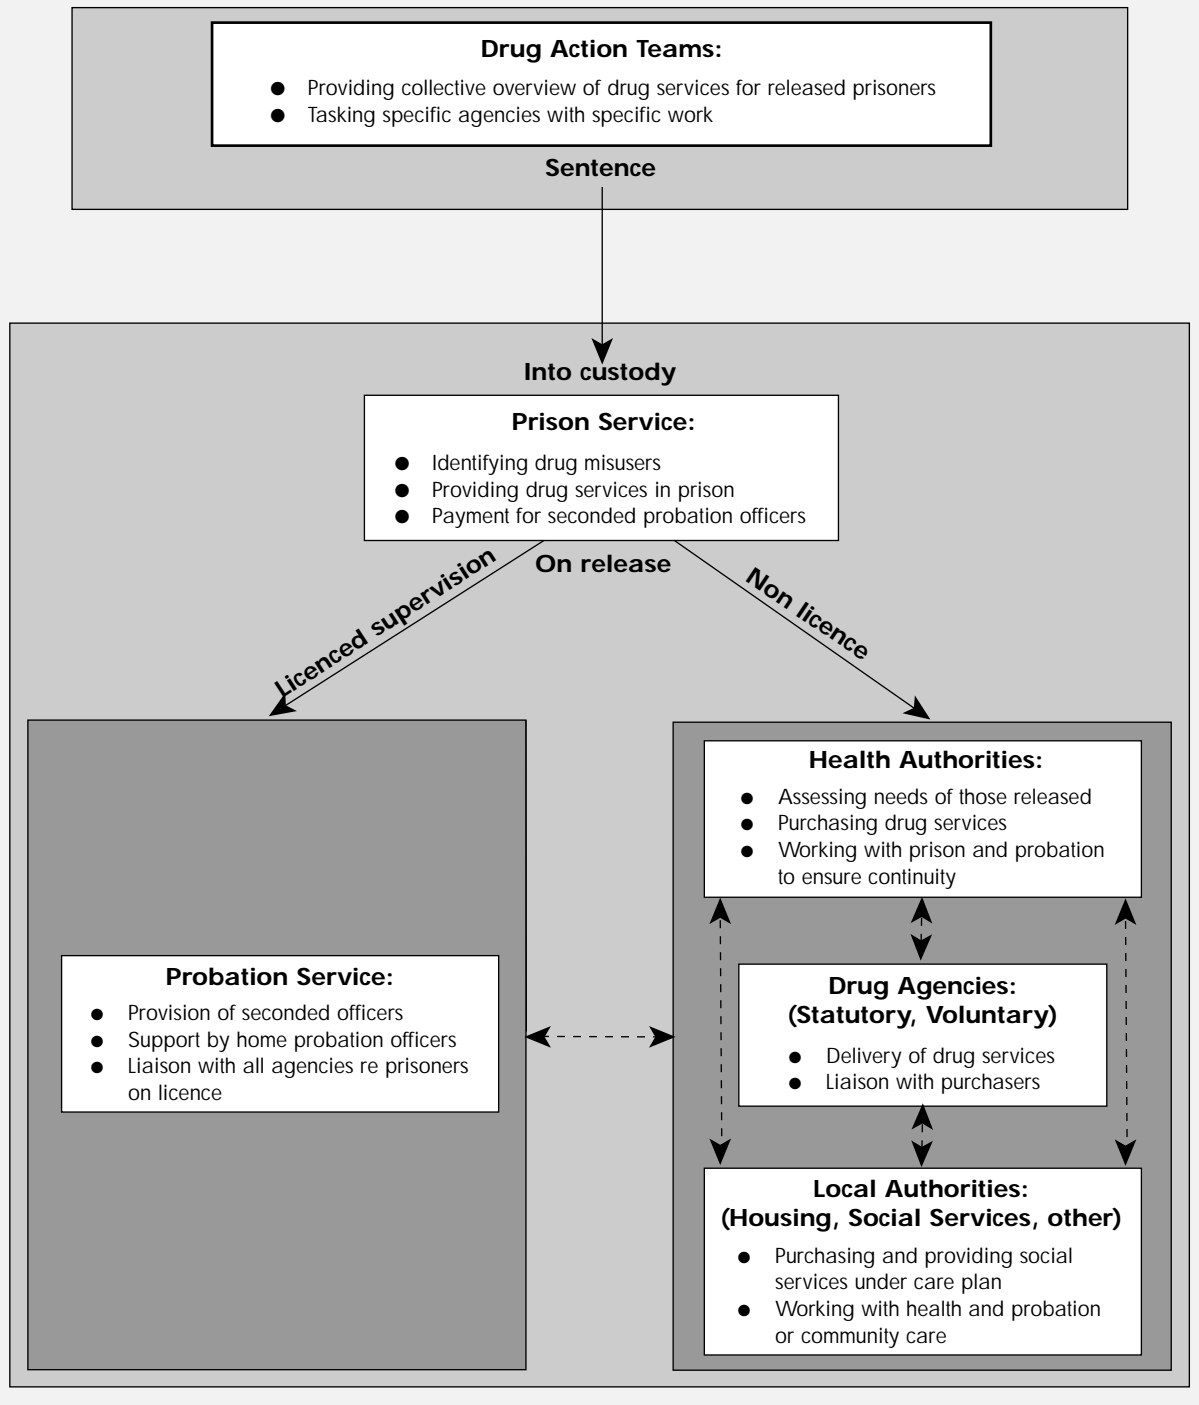 Drug Action Teams:
● Providing collective overview of drug services for released prisoners
● Tasking specific agencies with specific work
Sentence
Into custody
Prison Service:
● Identifying drug misusers
● Providing drug services in prison
● Payment for seconded probation officers
On release
Licenced supervision
Non licence
Probation Service:
● Provision of seconded officers
● Support by home probation officers
● Liaison with all agencies re prisoners
on licence
Health Authorities:
● Assessing needs of those released
● Purchasing drug services
● Working with prison and probation
to ensure continuity
Drug Agencies:
(Statutory, Voluntary)
● Delivery of drug services
● Liaison with purchasers
Local Authorities:
(Housing, Social Services, other)
● Purchasing and providing social
services under care plan
● Working with health and probation
or community care